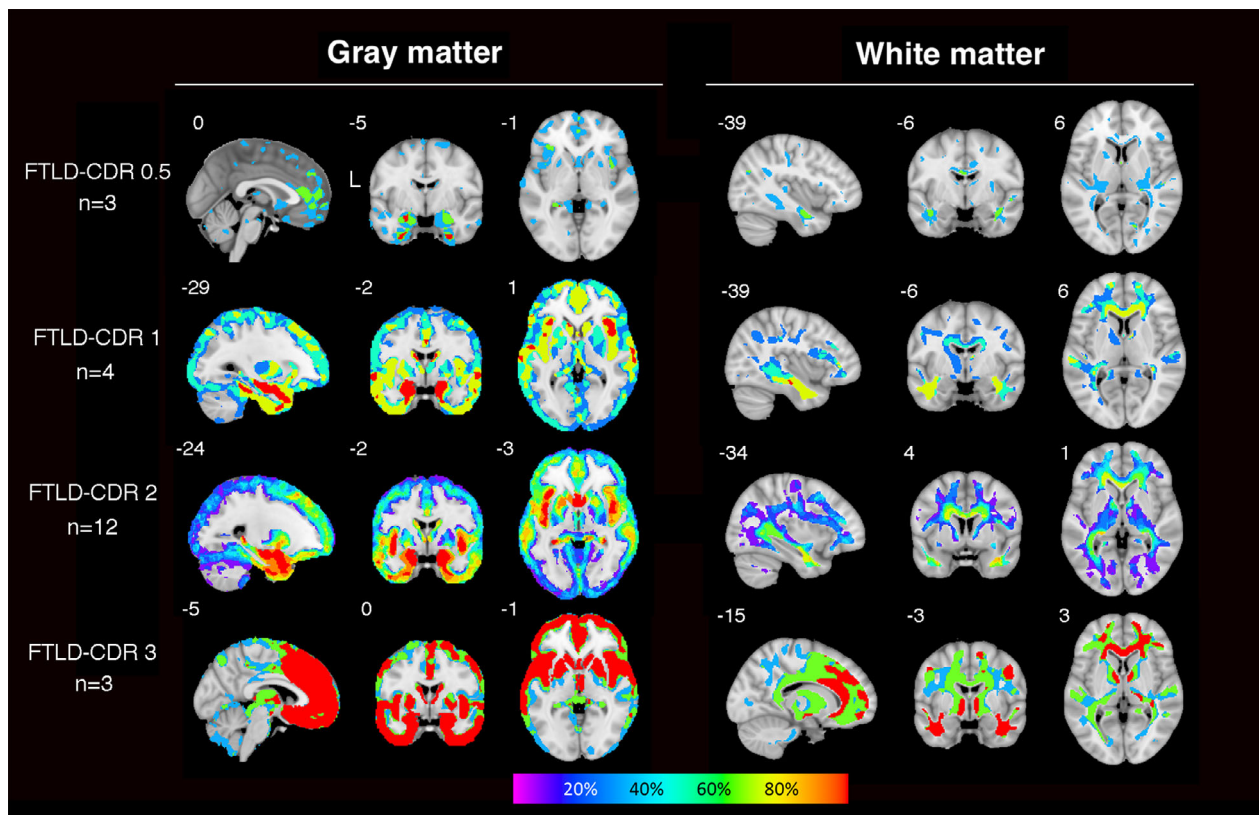 Gray matter
White matter
0 -5 -1 -39 -6 6
FTLD-CDR 0.5
n=3
L
-29 -2 1 -39 -6 6
FTLD-CDR 1
n=4
-24 -2 -3 -34 4 1
FTLD-CDR 2
n=12
-5 0 -1 -15 -3 3
FTLD-CDR 3
n=3
20% 40% 60% 80%